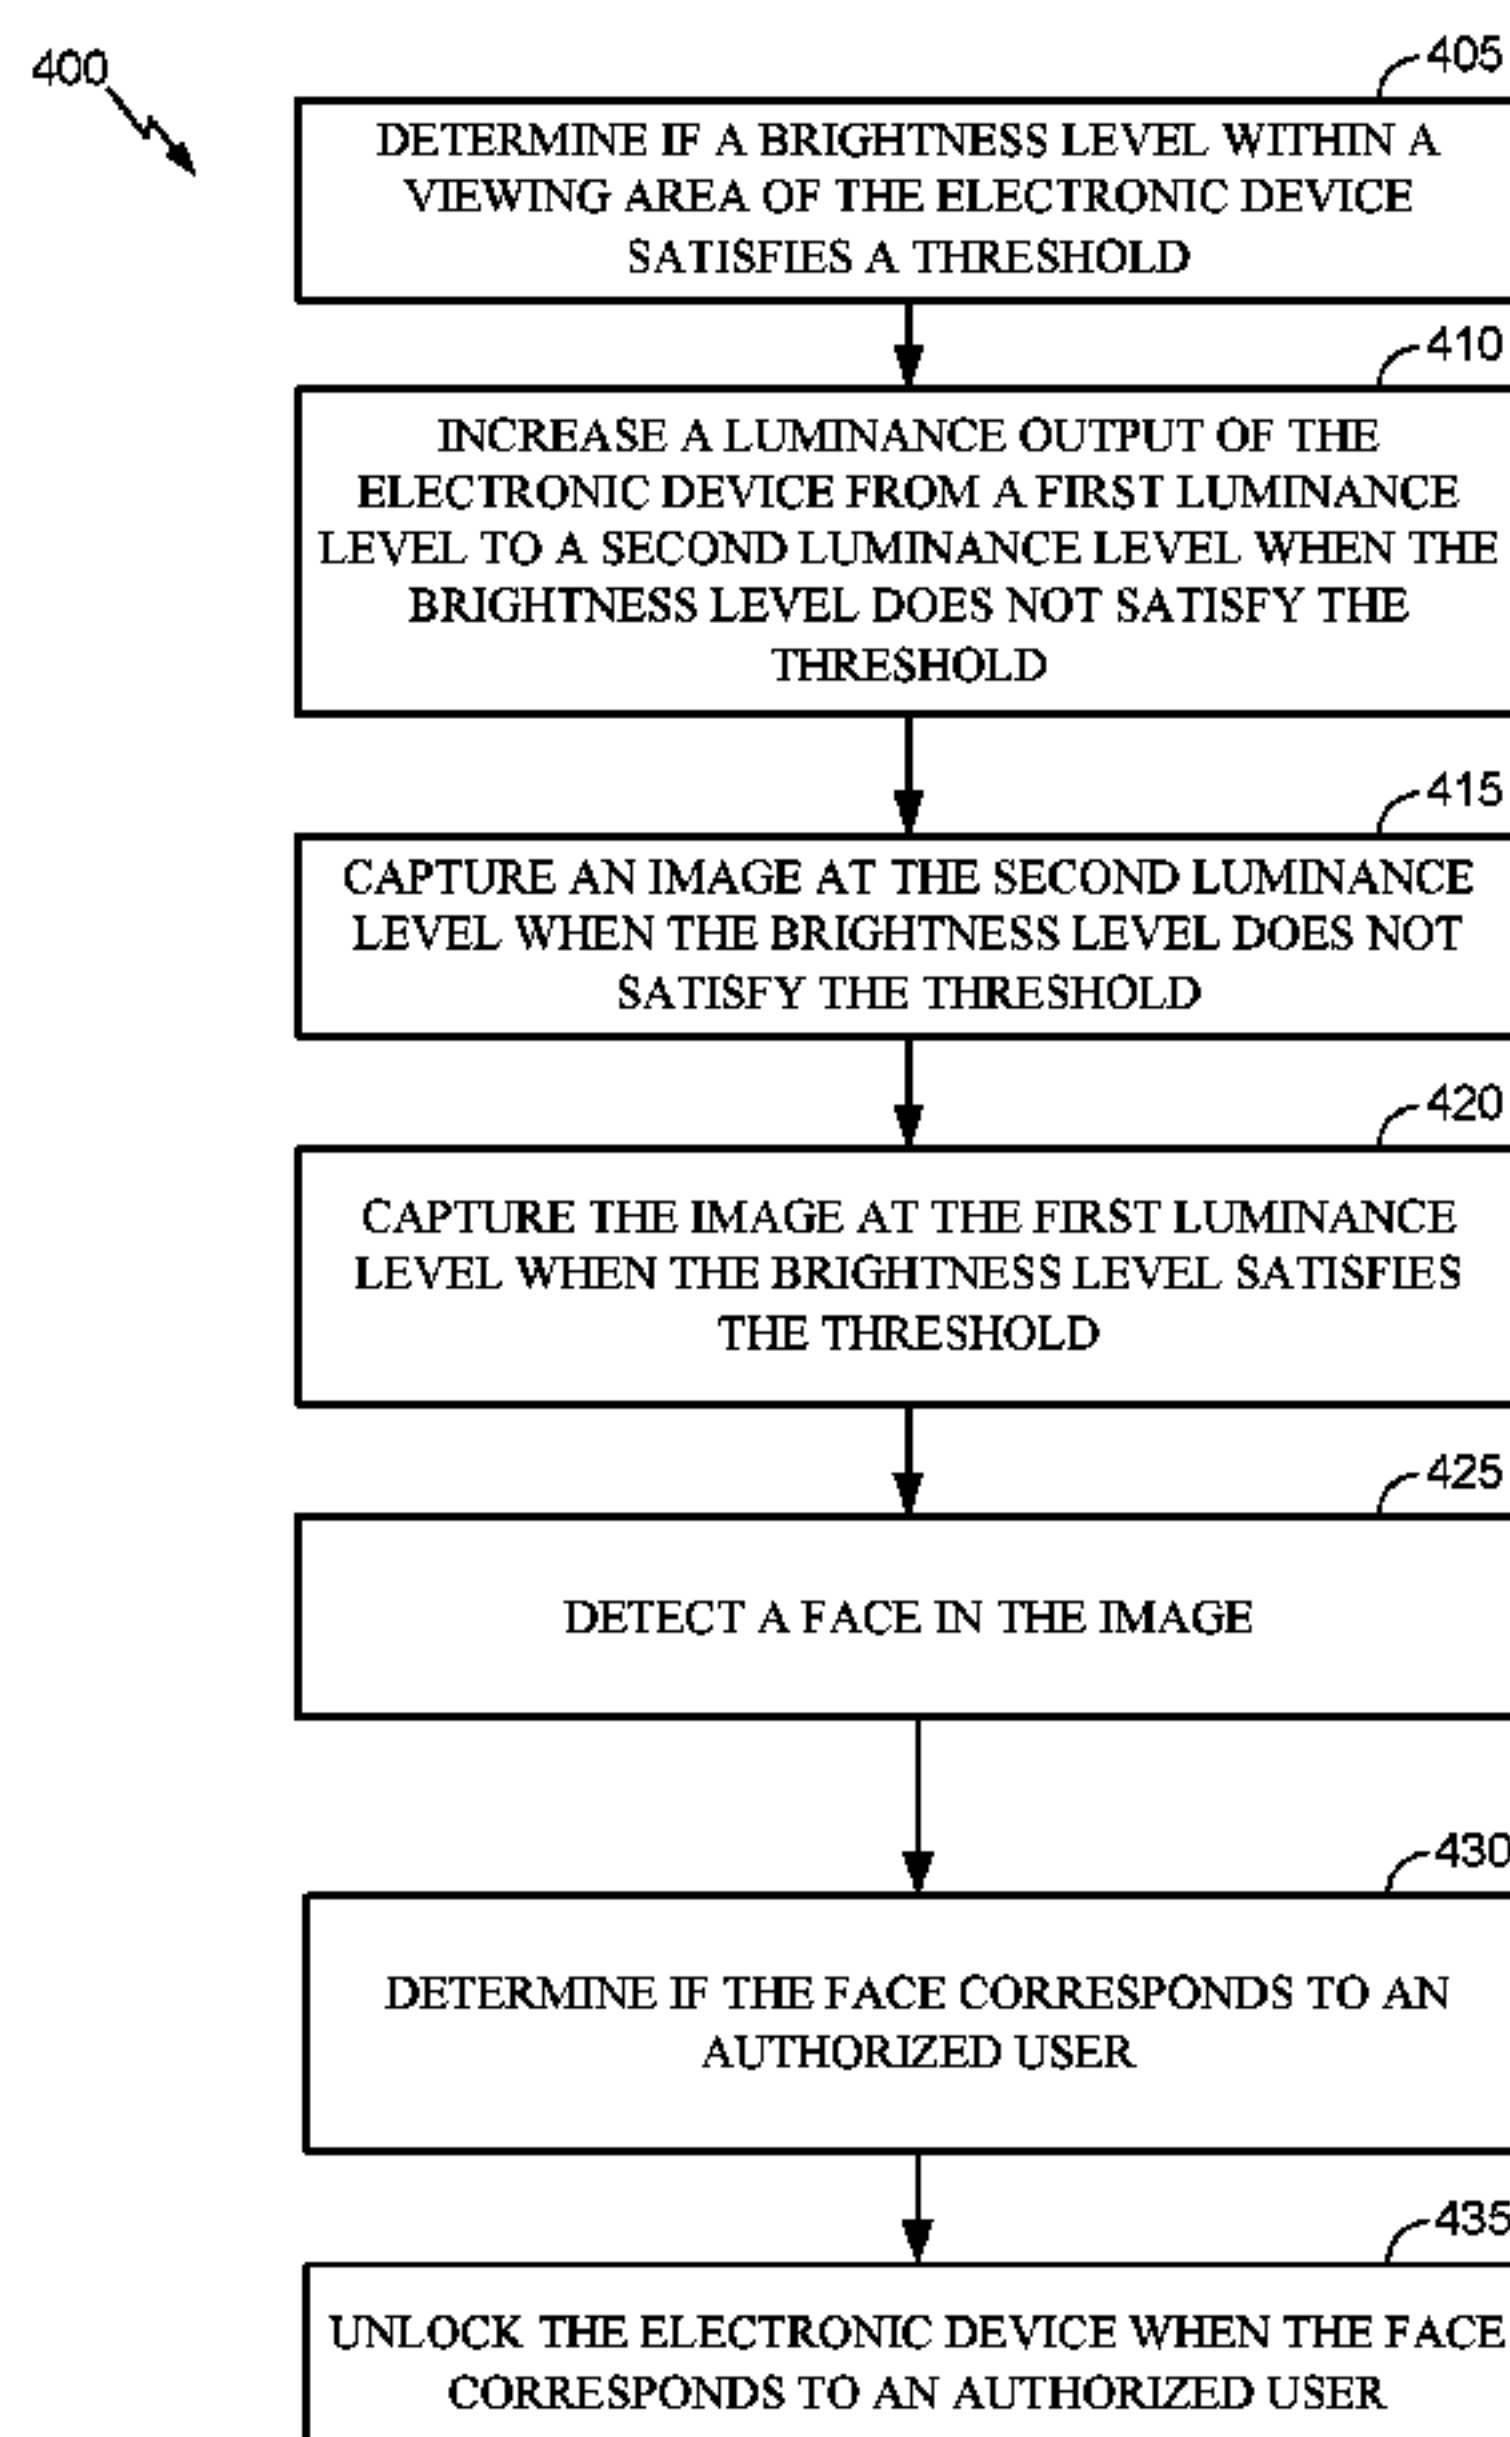 400
405
DETERMINE IF A BRIGHTNESS LEVEL WITHIN A
VIEWING AREA OF THE ELECTRONIC DEVICE
SATISFIES A THRESHOLD
410
INCREASE A LUMINANCE OUTPUT OF THE
ELECTRONIC DEVICE FROM A FIRST LUMINANCE
LEVEL TO A SECOND LUMINANCE LEVEL WHEN THE
BRIGHTNESS LEVEL DOES NOT SATISFY THE
THRESHOLD
415
CAPTURE AN IMAGE AT THE SECOND LUMINANCE
LEVEL WHEN THE BRIGHTNESS LEVEL DOES NOT
SATISFY THE THRESHOLD
420
CAPTURE THE IMAGE AT THE FIRST LUMINANCE
LEVEL WHEN THE BRIGHTNESS LEVEL SATISFIES
THE THRESHOLD
425
DETECT A FACE IN THE IMAGE
430
DETERMINE IF THE FACE CORRESPONDS TO AN
AUTHORIZED USER
435
UNLOCK THE ELECTRONIC DEVICE WHEN THE FACE
CORRESPONDS TO AN AUTHORIZED USER